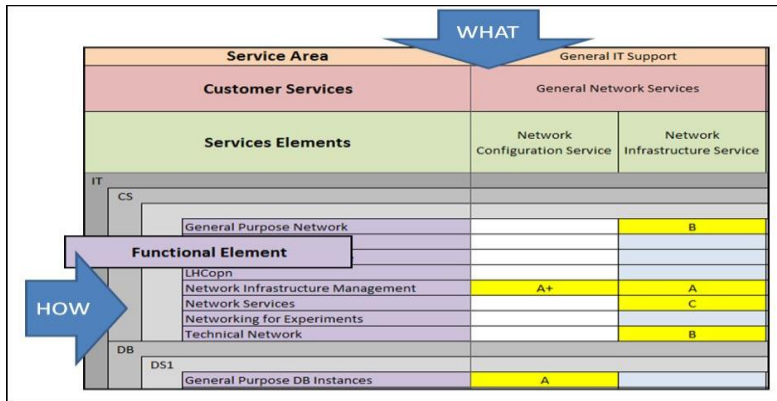 WHAT
Service Area General IT Support
Customer Services General Network Services
Services Elements
Network
Configuration Service
Network
Infrastructure Service
IT
CS
General Purpose Network B
Functional Element
LHCopn
Network Infrastructure Management A+ A
HOW
Network Services C
Networking for Experiments
Technical Network B
DB
DS1
General Purpose DB Instances A